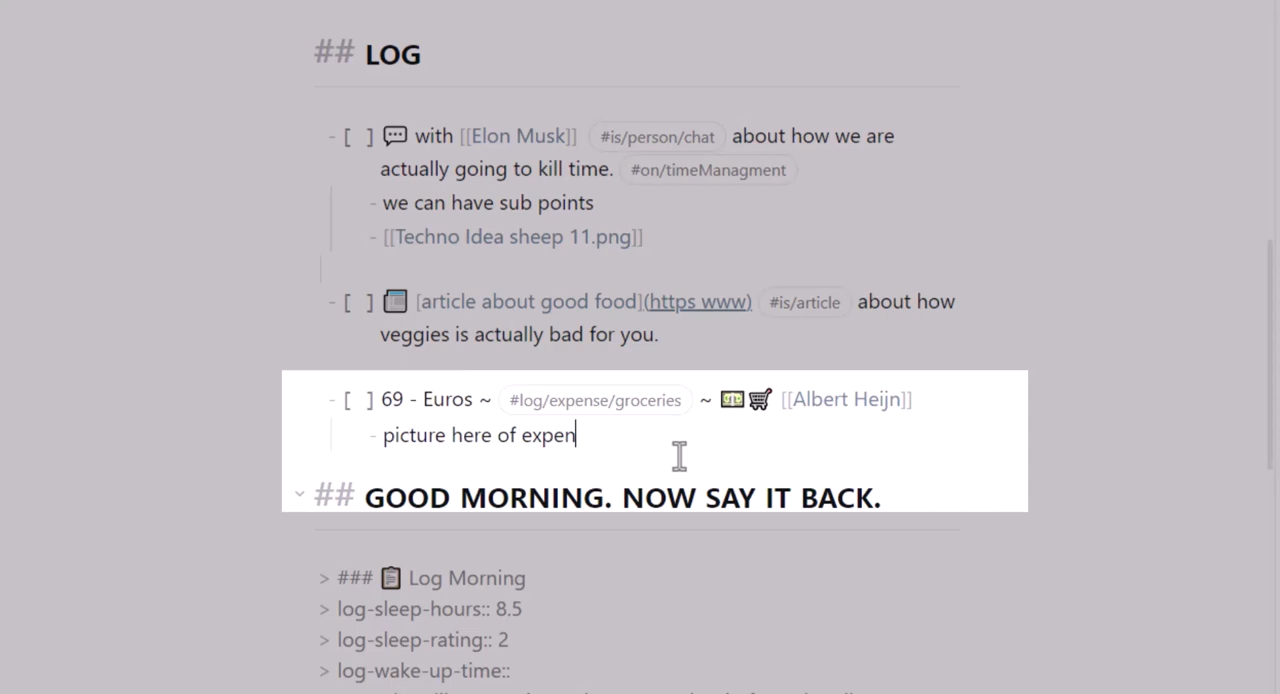 ## LOG
- [ ] 💬 with [[Elon Musk]] #is/person/chat about how we are
actually going to kill time. #on/timeManagment
- we can have sub points
- [[Techno Idea sheep 11.png]]
- [ ] 📰 [article about good food](https www) #is/article about how
veggies is actually bad for you.
- [ ] 69 - Euros ~ #log/expense/groceries ~ 💵🛒 [[Albert Heijn]]
- picture here of expen
## GOOD MORNING. NOW SAY IT BACK.
> ### 📋 Log Morning
> log-sleep-hours:: 8.5
> log-sleep-rating:: 2
> log-wake-up-time::